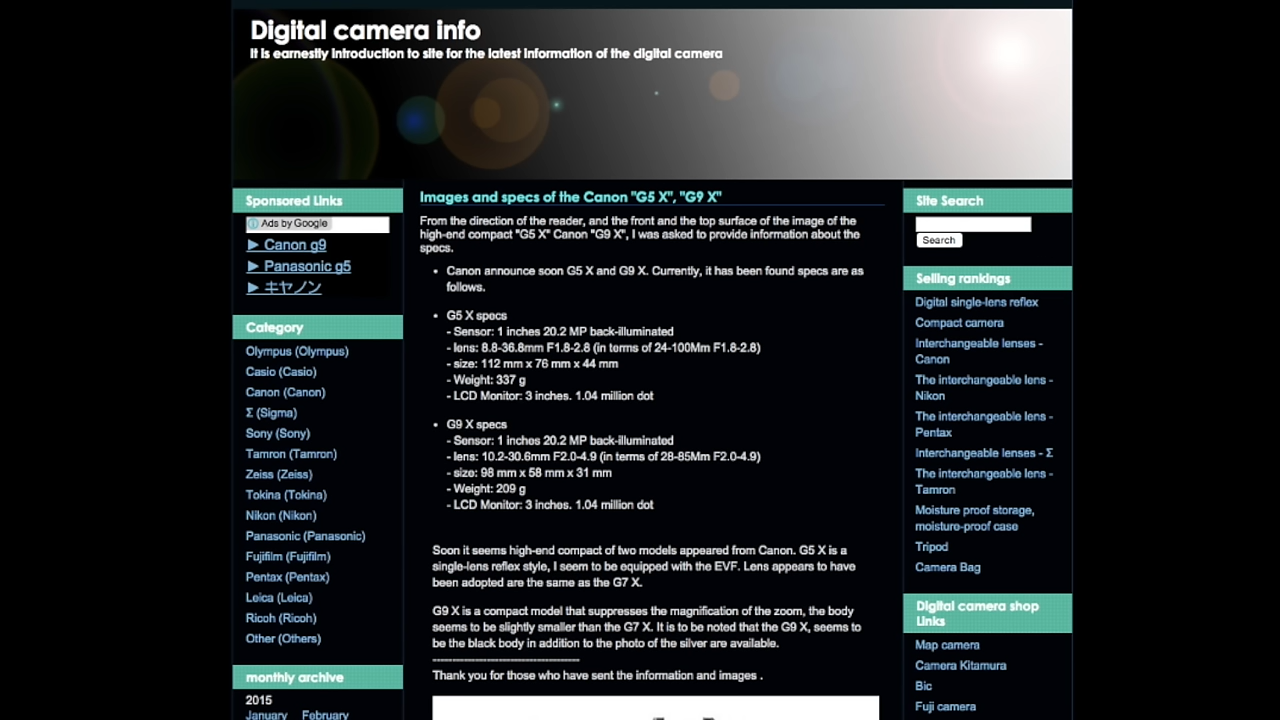 Digital camera info
It is earnestly introduction to site for the latest information of the digital camera
Sponsored Links
Ads by Google
▶ Canon g9
▶ Panasonic g5
▶ キヤノン
Category
Olympus (Olympus)
Casio (Casio)
Canon (Canon)
Σ (Sigma)
Sony (Sony)
Tamron (Tamron)
Zeiss (Zeiss)
Tokina (Tokina)
Nikon (Nikon)
Panasonic (Panasonic)
Fujifilm (Fujifilm)
Pentax (Pentax)
Leica (Leica)
Ricoh (Ricoh)
Other (Others)
monthly archive
2015
January February
Images and specs of the Canon "G5 X", "G9 X"
From the direction of the reader, and the front and the top surface of the image of the
high-end compact "G5 X" Canon "G9 X", I was asked to provide information about the
specs.
• Canon announce soon G5 X and G9 X. Currently, it has been found specs are as
follows.
• G5 X specs
- Sensor: 1 inches 20.2 MP back-illuminated
- lens: 8.8-36.8mm F1.8-2.8 (in terms of 24-100Mm F1.8-2.8)
- size: 112 mm x 76 mm x 44 mm
- Weight: 337 g
- LCD Monitor: 3 inches. 1.04 million dot
• G9 X specs
- Sensor: 1 inches 20.2 MP back-illuminated
- lens: 10.2-30.6mm F2.0-4.9 (in terms of 28-85Mm F2.0-4.9)
- size: 98 mm x 58 mm x 31 mm
- Weight: 209 g
- LCD Monitor: 3 inches. 1.04 million dot
Soon it seems high-end compact of two models appeared from Canon. G5 X is a
single-lens reflex style, I seem to be equipped with the EVF. Lens appears to have
been adopted are the same as the G7 X.
G9 X is a compact model that suppresses the magnification of the zoom, the body
seems to be slightly smaller than the G7 X. It is to be noted that the G9 X, seems to
be the black body in addition to the photo of the silver are available.
-------------------------------------
Thank you for those who have sent the information and images .
Site Search
Search
Selling rankings
Digital single-lens reflex
Compact camera
Interchangeable lenses -
Canon
The interchangeable lens -
Nikon
The interchangeable lens -
Pentax
Interchangeable lenses - Σ
The interchangeable lens -
Tamron
Moisture proof storage,
moisture-proof case
Tripod
Camera Bag
Digital camera shop
Links
Map camera
Camera Kitamura
Bic
Fuji camera